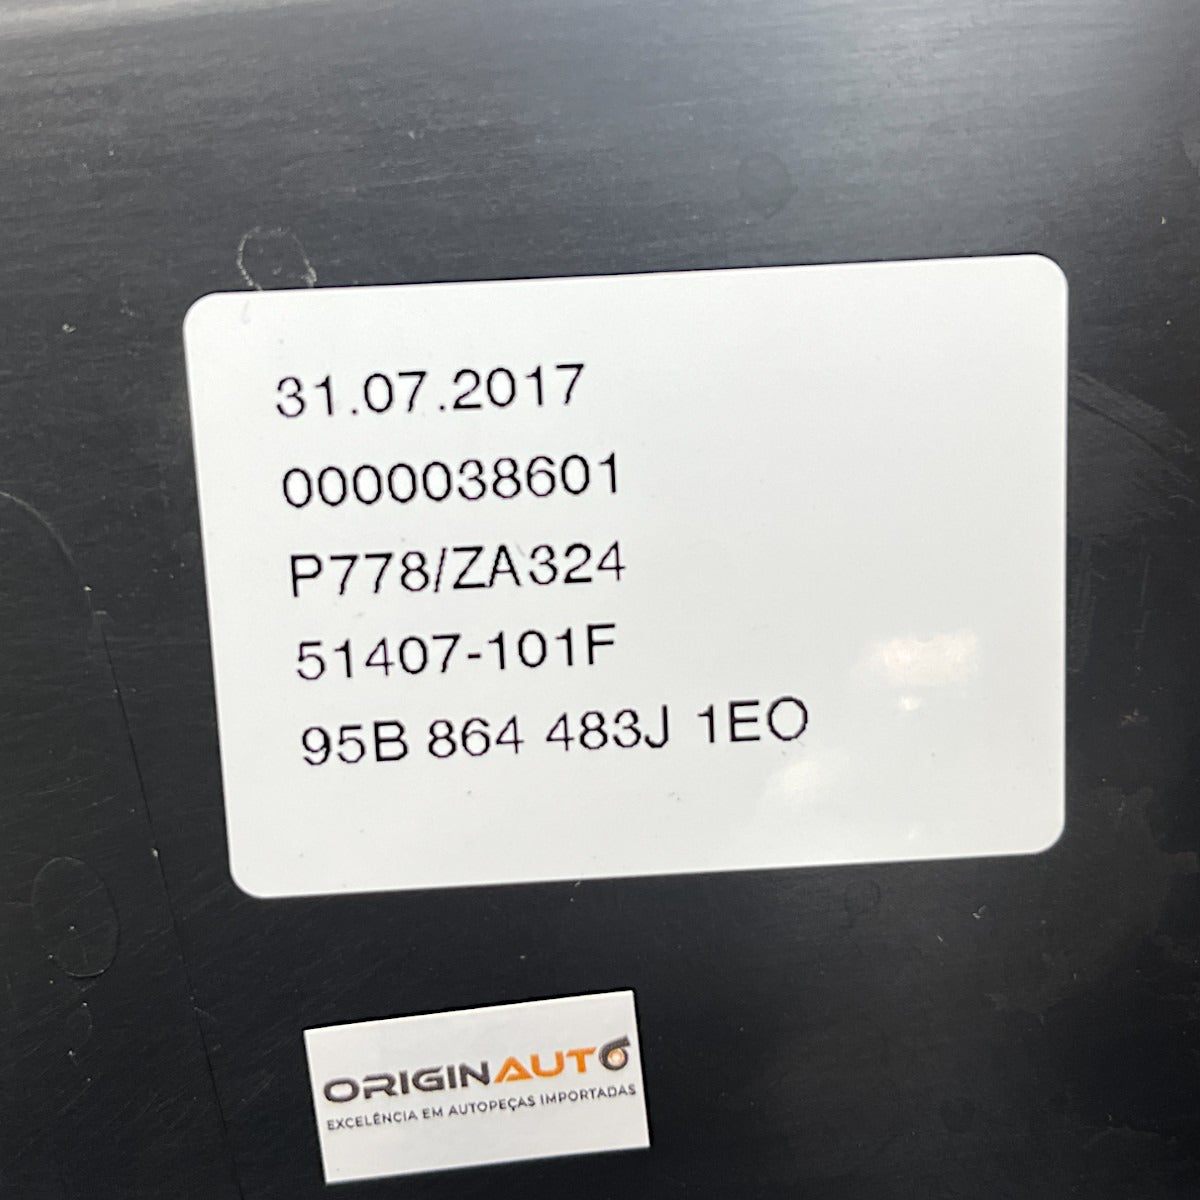 31.07.2017
0000038601
P778/ZA324
51407-101F
95B 864 483J 1EO
ORIGINAUTO
EXCELÊNCIA EM AUTOPEÇAS IMPORTADAS